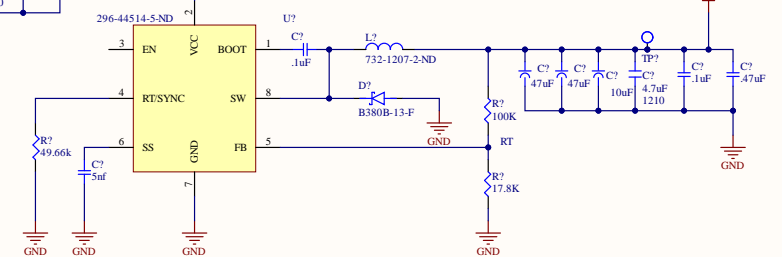 296-44514-5-ND
U?
2
VCC
3
EN
BOOT
1
C?
.1uF
L?
732-1207-2-ND
TP?
C?
47uF
C?
47uF
C?
10uF
C?
4.7uF
1210
C?
.1uF
C?
.47uF
4
RT/SYNC
SW
8
D?
B380B-13-F
GND
R?
100K
R?
49.66k
6
SS
C?
5nf
GND
7
FB
5
RT
R?
17.8K
GND
GND
GND
GND
GND